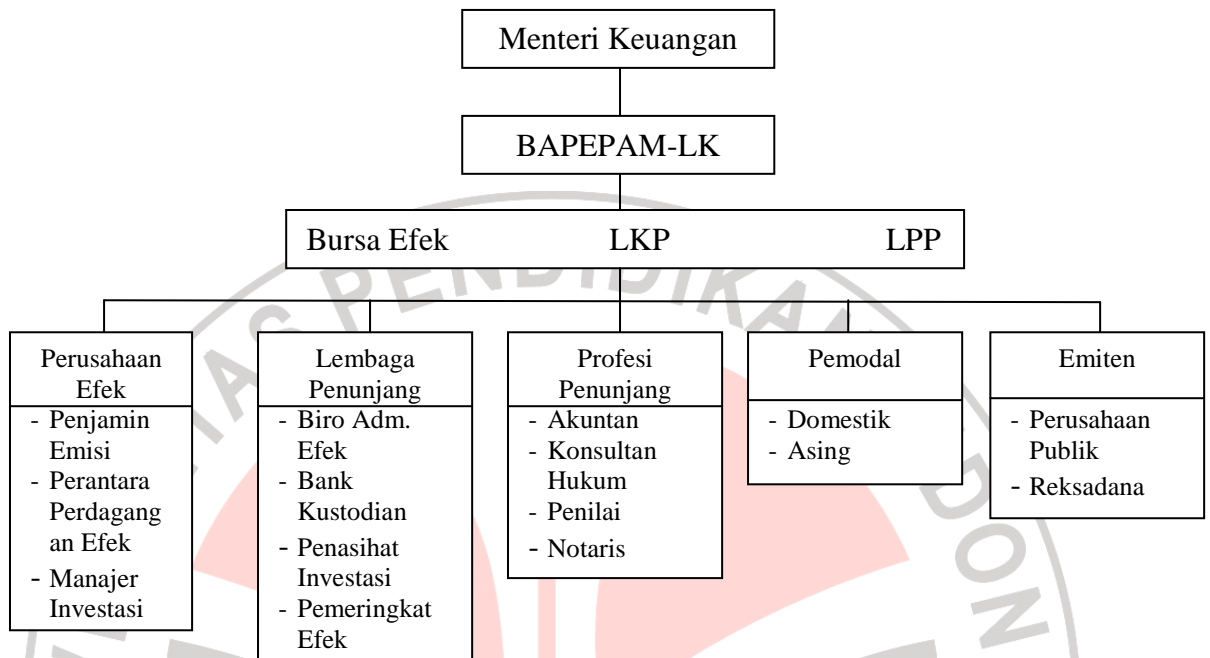 Menteri Keuangan
BAPEPAM-LK
Bursa Efek LKP LPP
Perusahaan
Efek
- Penjamin
Emisi
- Perantara
Perdagang
an Efek
- Manajer
Investasi
Lembaga
Penunjang
- Biro Adm.
Efek
- Bank
Kustodian
- Penasihat
Investasi
- Pemeringkat
Efek
Profesi
Penunjang
- Akuntan
- Konsultan
Hukum
- Penilai
- Notaris
Pemodal
- Domestik
- Asing
Emiten
- Perusahaan
Publik
- Reksadana